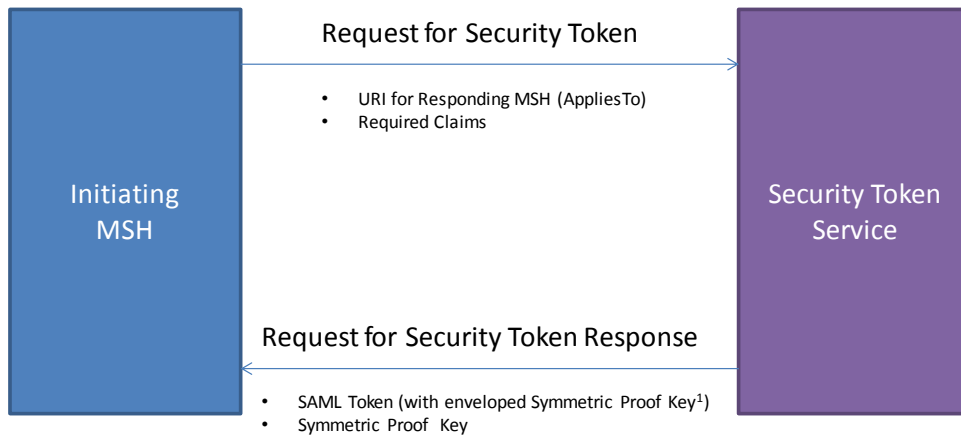 Request for Security Token
• URI for Responding MSH (AppliesTo)
• Required Claims
Initiating
MSH
Security Token
Service
Request for Security Token Response
• SAML Token (with enveloped Symmetric Proof Key¹)
• Symmetric Proof Key